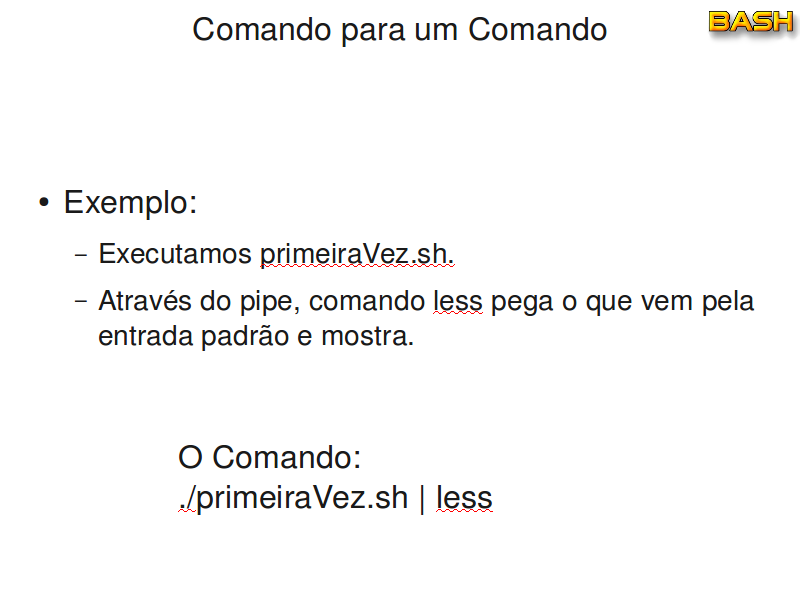 Comando para um Comando
BASH
• Exemplo:
– Executamos primeiraVez.sh.
– Através do pipe, comando less pega o que vem pela
entrada padrão e mostra.
O Comando:
./primeiraVez.sh | less